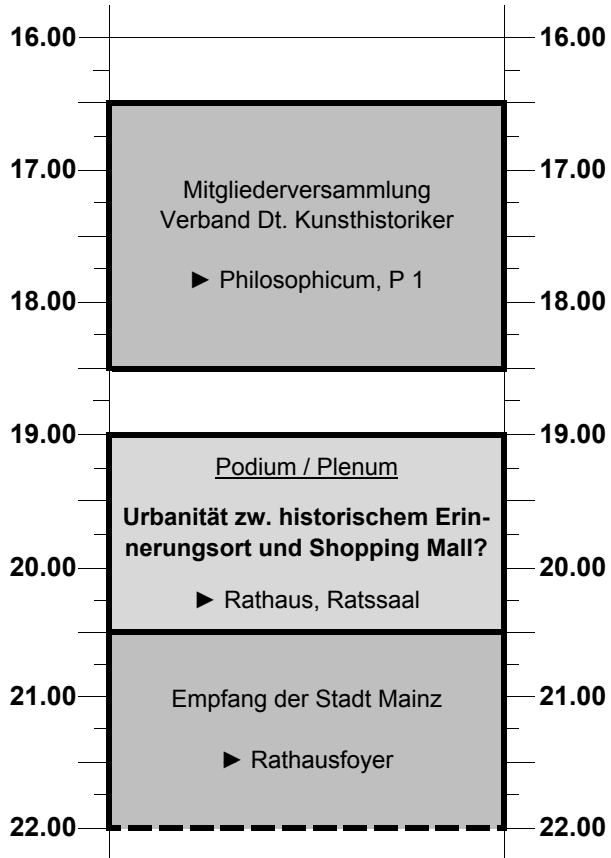 16.00 16.00
17.00 17.00
Mitgliederversammlung
Verband Dt. Kunsthistoriker
► Philosophicum, P 1
18.00 18.00
19.00 19.00
Podium / Plenum
Urbanität zw. historischem Erin-
nerungsort und Shopping Mall?
20.00 20.00
► Rathaus, Ratssaal
21.00 21.00
Empfang der Stadt Mainz
► Rathausfoyer
22.00 22.00